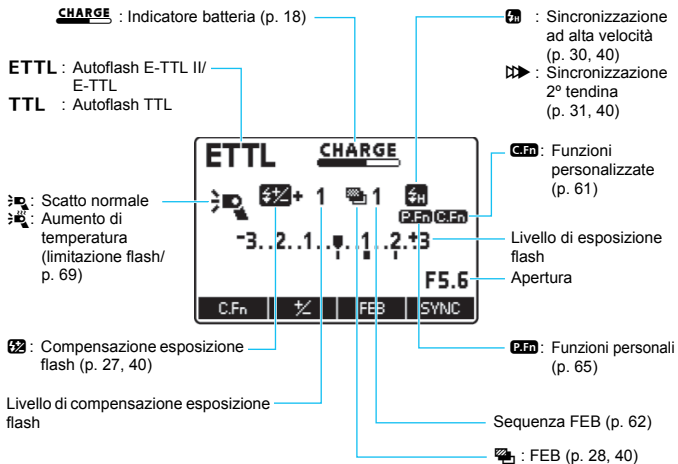 CHARGE : Indicatore batteria (p. 18)
ETTL : Autoflash E-TTL II/
E-TTL
TTL : Autoflash TTL
: Scatto normale
: Aumento di
temperatura
(limitazione flash/
p. 69)
: Compensazione esposizione
flash (p. 27, 40)
Livello di compensazione esposizione
flash
ETTL CHARGE
+ 1 1 H
P.Fn C.Fn
-3..2..1..▼..1..2.+3
F5.6
C.Fn +/- FEB SYNC
H : Sincronizzazione
ad alta velocità
(p. 30, 40)
: Sincronizzazione
2º tendina
(p. 31, 40)
C.Fn : Funzioni
personalizzate
(p. 61)
Livello di esposizione
flash
Apertura
P.Fn : Funzioni personali
(p. 65)
Sequenza FEB (p. 62)
: FEB (p. 28, 40)